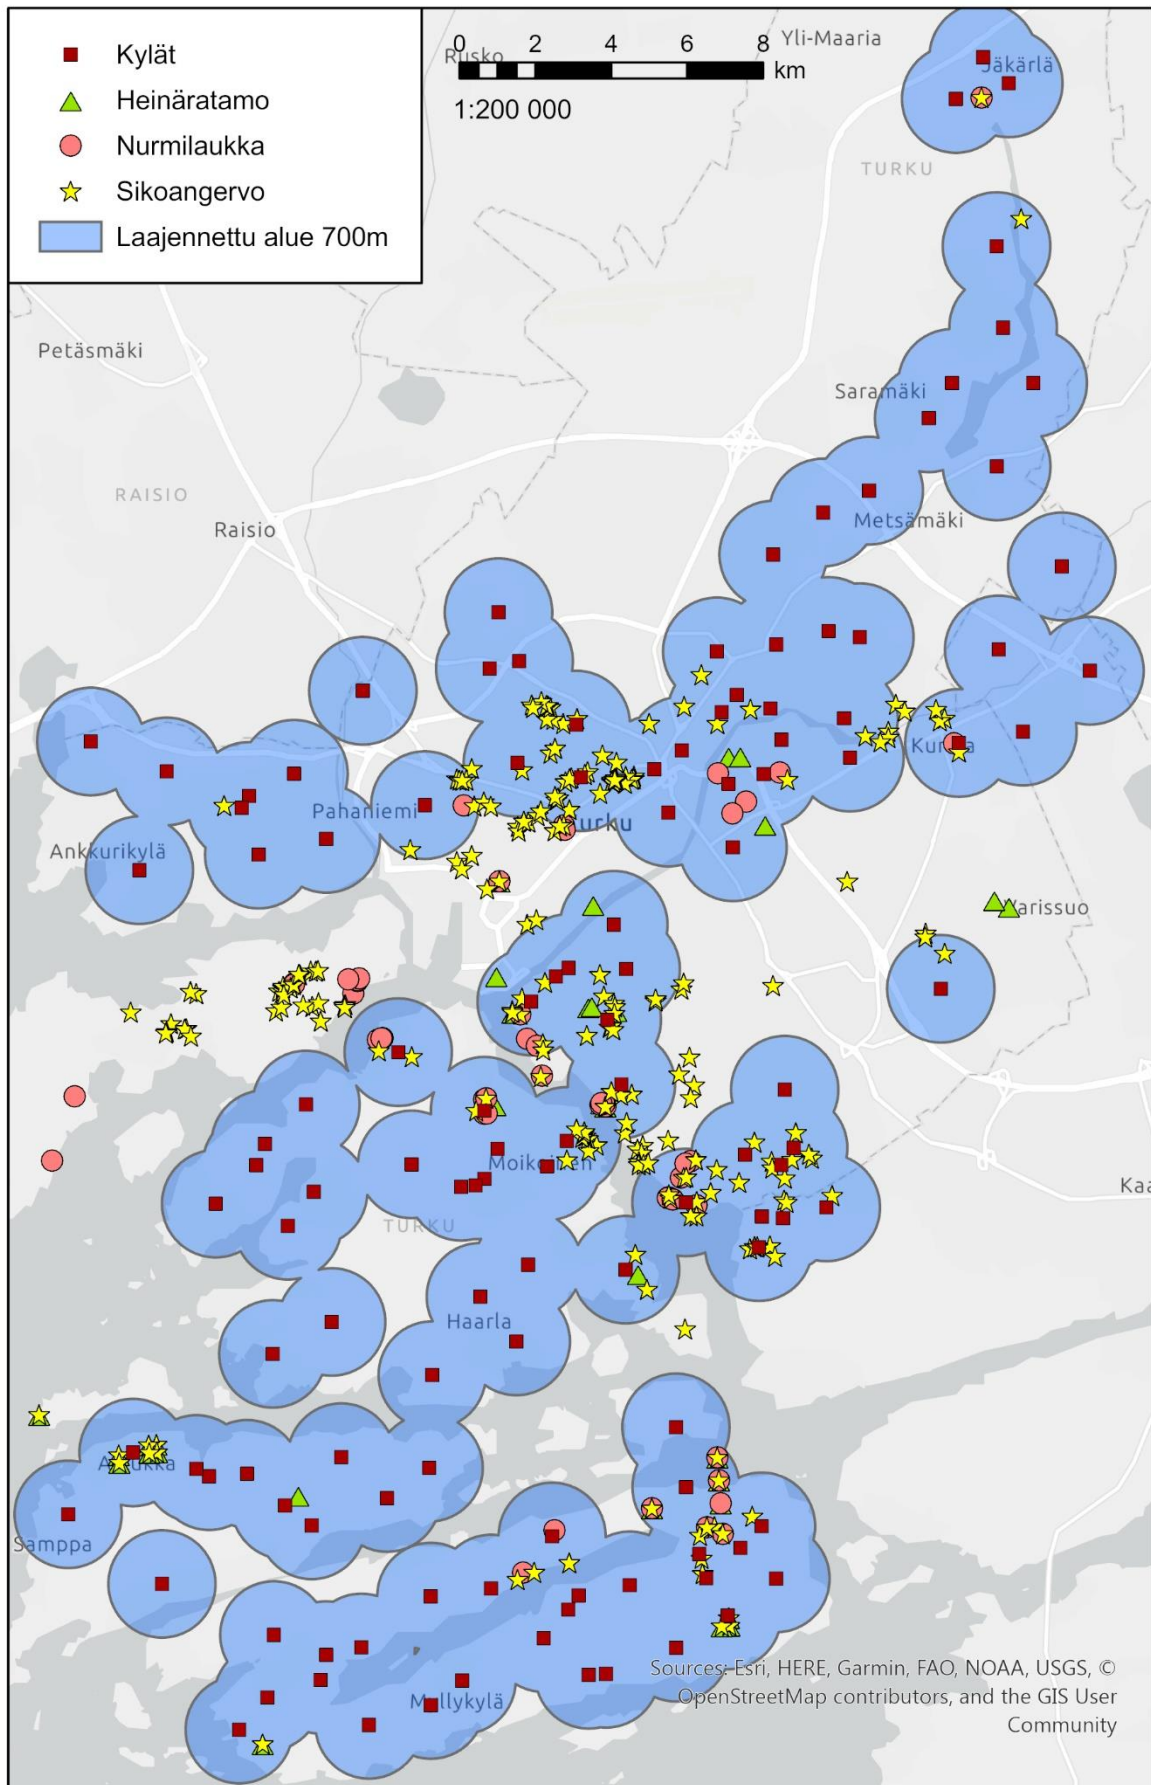 Kylät
Heinäratamo
Nurmilaukka
Sikoangervo
Laajennettu alue 700m
0 2 4 6 8
km
1:200 000
Rusko
Yli-Maaria
Jäkärlä
TURKU
Petäsmäki
Saramäki
RAISIO
Raisio
Metsämäki
Pahaniemi
Turku
Ankkurikylä
Varissuo
Moikoinen
Kaa
TURKU
Haarla
Samppa
Mullykylä
Sources: Esri, HERE, Garmin, FAO, NOAA, USGS, ©
OpenStreetMap contributors, and the GIS User
Community